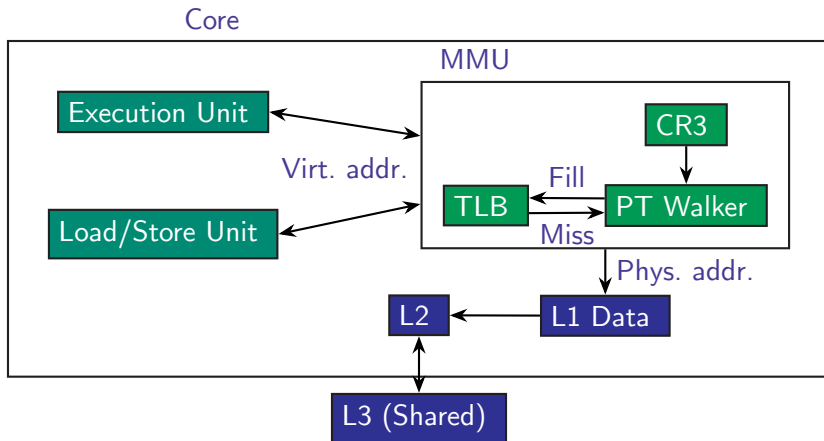 Core
MMU
Execution Unit
CR3
Virt. addr.
Fill
TLB
PT Walker
Miss
Load/Store Unit
Phys. addr.
L2
L1 Data
L3 (Shared)